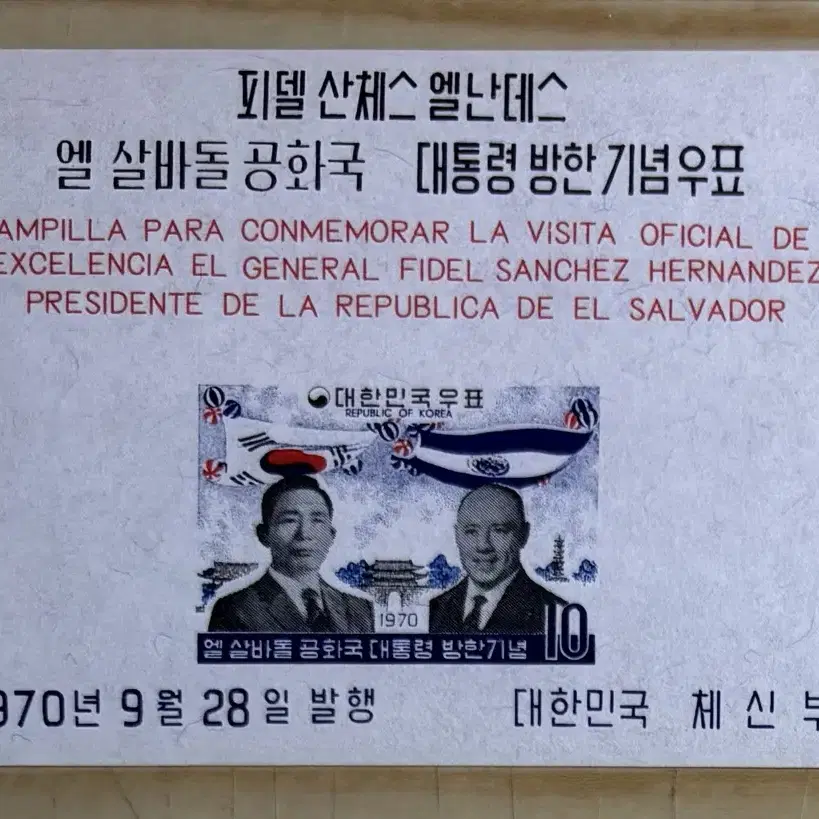 피델 산체스 엘난데스
엘 살바돌 공화국 대통령 방한 기념우표
AMPILLA PARA CONMEMORAR LA VISITA OFICIAL DE
EXCELENCIA EL GENERAL FIDEL SANCHEZ HERNANDEZ
PRESIDENTE DE LA REPUBLICA DE EL SALVADOR
대한민국우표
REPUBLIC OF KOREA
1970
엘 살바돌 공화국 대통령 방한기념 10
970년 9월 28일 발행 대한민국 체신부